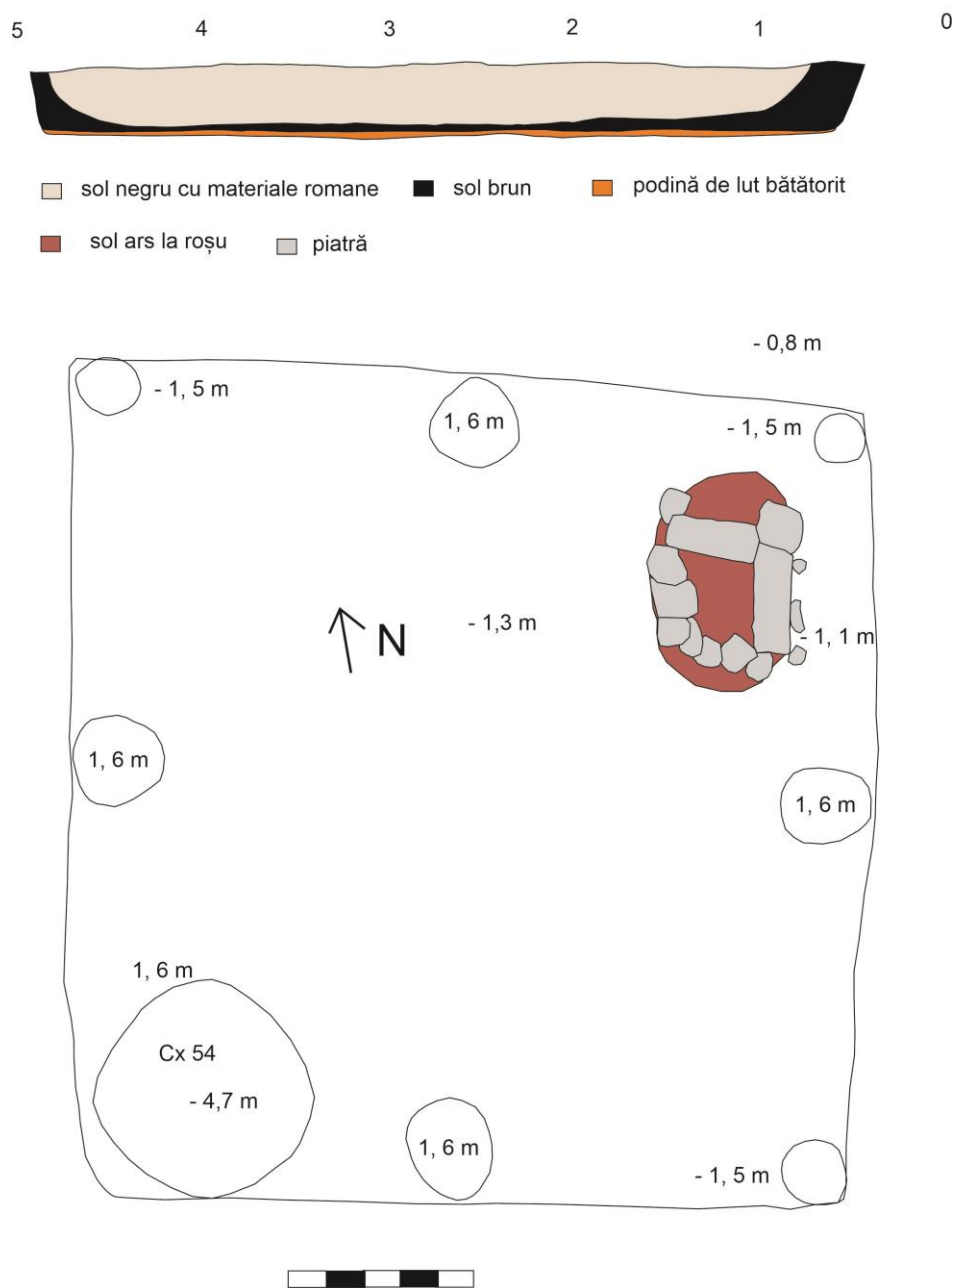 5 4 3 2 1 0
sol negru cu materiale romane sol brun podină de lut bătătorit
sol ars la roșu piatră
- 0,8 m
- 1, 5 m
1, 6 m
- 1, 5 m
- 1,3 m
N
- 1, 1 m
1, 6 m
1, 6 m
1, 6 m
Cx 54
- 4,7 m
1, 6 m
- 1, 5 m